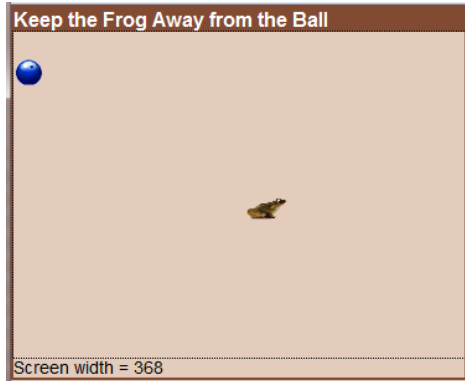 Keep the Frog Away from the Ball
Screen width = 368